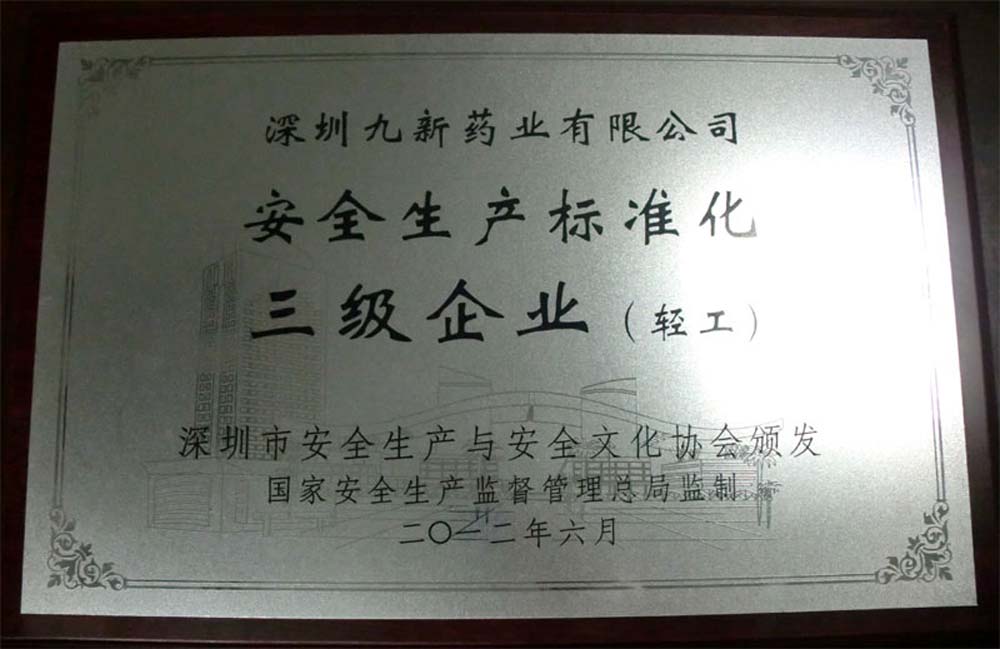 深圳九新药业有限公司
安全生产标准化
三级企业（轻工）
深圳市安全生产与安全文化协会颁发
国家安全生产监督管理总局监制
二〇一二年六月